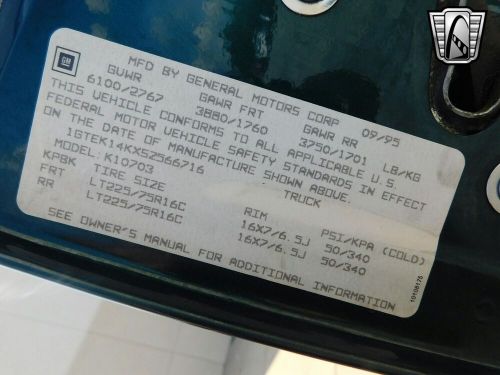 GM
MFD BY GENERAL MOTORS CORP 09/95
GVWR GAWR FRT GAWR RR
6100/2767 3880/1760 3750/1701 LB/KG
THIS VEHICLE CONFORMS TO ALL APPLICABLE U.S.
FEDERAL MOTOR VEHICLE SAFETY STANDARDS IN EFFECT
ON THE DATE OF MANUFACTURE SHOWN ABOVE.
1GTEK14KXSZ566716 TRUCK
MODEL: K10703
KPBK TIRE SIZE RIM PSI/KPA (COLD)
FRT LT225/75R16C 16X7/6.5J 50/340
RR LT225/75R16C 16X7/6.5J 50/340
SEE OWNER'S MANUAL FOR ADDITIONAL INFORMATION